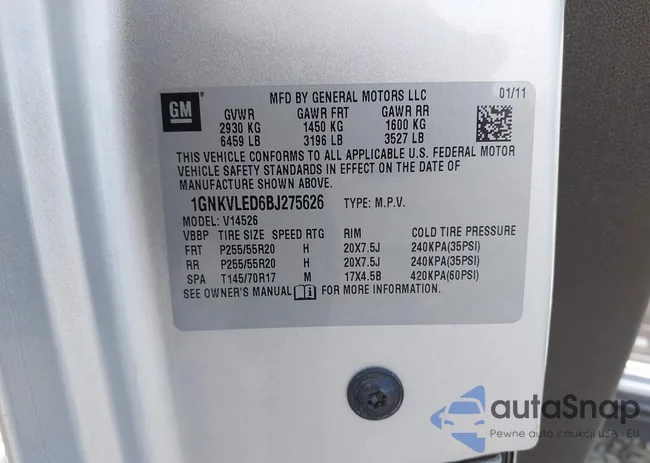 GM
MFD BY GENERAL MOTORS LLC 01/11
GVWR GAWR FRT GAWR RR
2930 KG 1450 KG 1600 KG
6459 LB 3196 LB 3527 LB
THIS VEHICLE CONFORMS TO ALL APPLICABLE U.S. FEDERAL MOTOR
VEHICLE SAFETY STANDARDS IN EFFECT ON THE DATE OF
MANUFACTURE SHOWN ABOVE.
1GNKVLED6BJ275626 TYPE: M.P.V.
MODEL: V14526
VBBP TIRE SIZE SPEED RTG RIM COLD TIRE PRESSURE
FRT P255/55R20 H 20X7.5J 240KPA(35PSI)
RR P255/55R20 H 20X7.5J 240KPA(35PSI)
SPA T145/70R17 M 17X4.5B 420KPA(60PSI)
SEE OWNER'S MANUAL FOR MORE INFORMATION.
autaSnap
Pewne auta z aukcji USA i EU